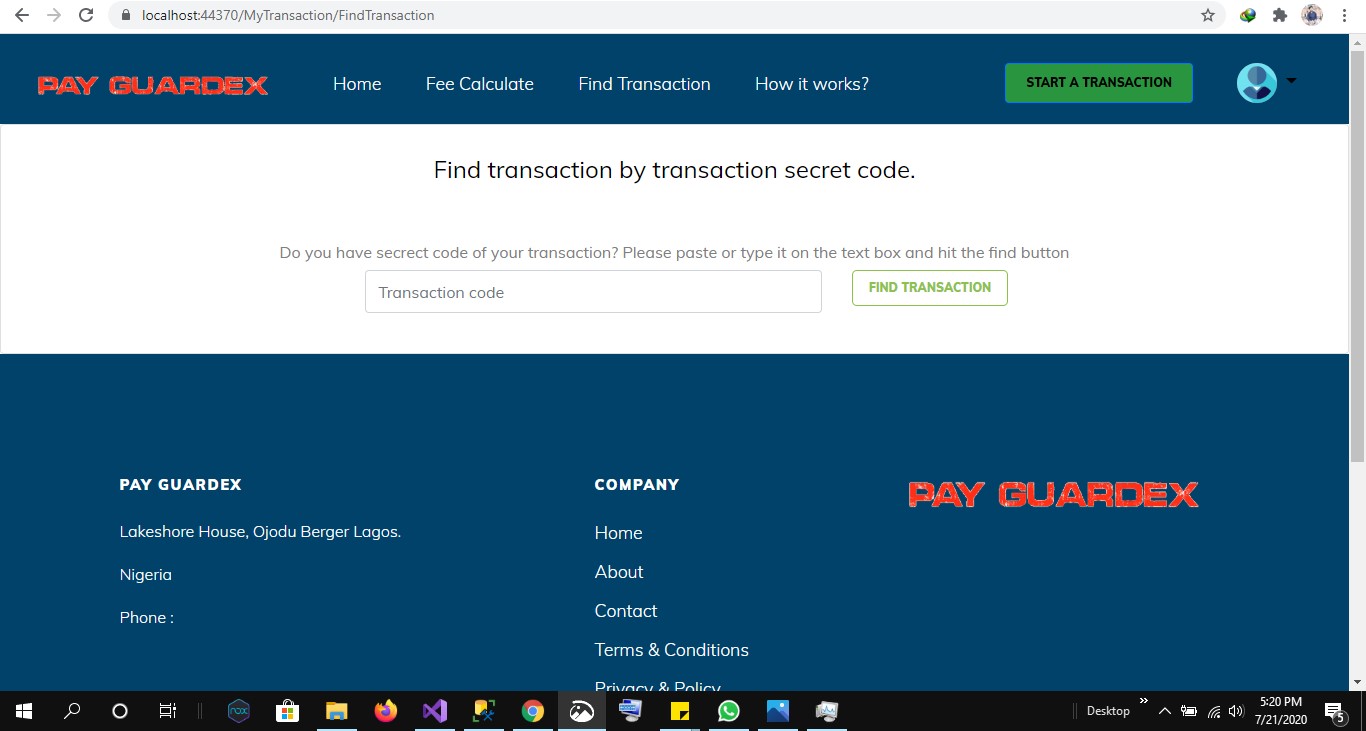 localhost:44370/MyTransaction/FindTransaction
PAY GUARDEX
Home
Fee Calculate
Find Transaction
How it works?
START A TRANSACTION
Find transaction by transaction secret code.
Do you have secrect code of your transaction? Please paste or type it on the text box and hit the find button
Transaction code
FIND TRANSACTION
PAY GUARDEX
Lakeshore House, Ojodu Berger Lagos.
Nigeria
Phone :
COMPANY
Home
About
Contact
Terms & Conditions
Privacy & Policy
PAY GUARDEX
nox
Desktop
5:20 PM
7/21/2020
5